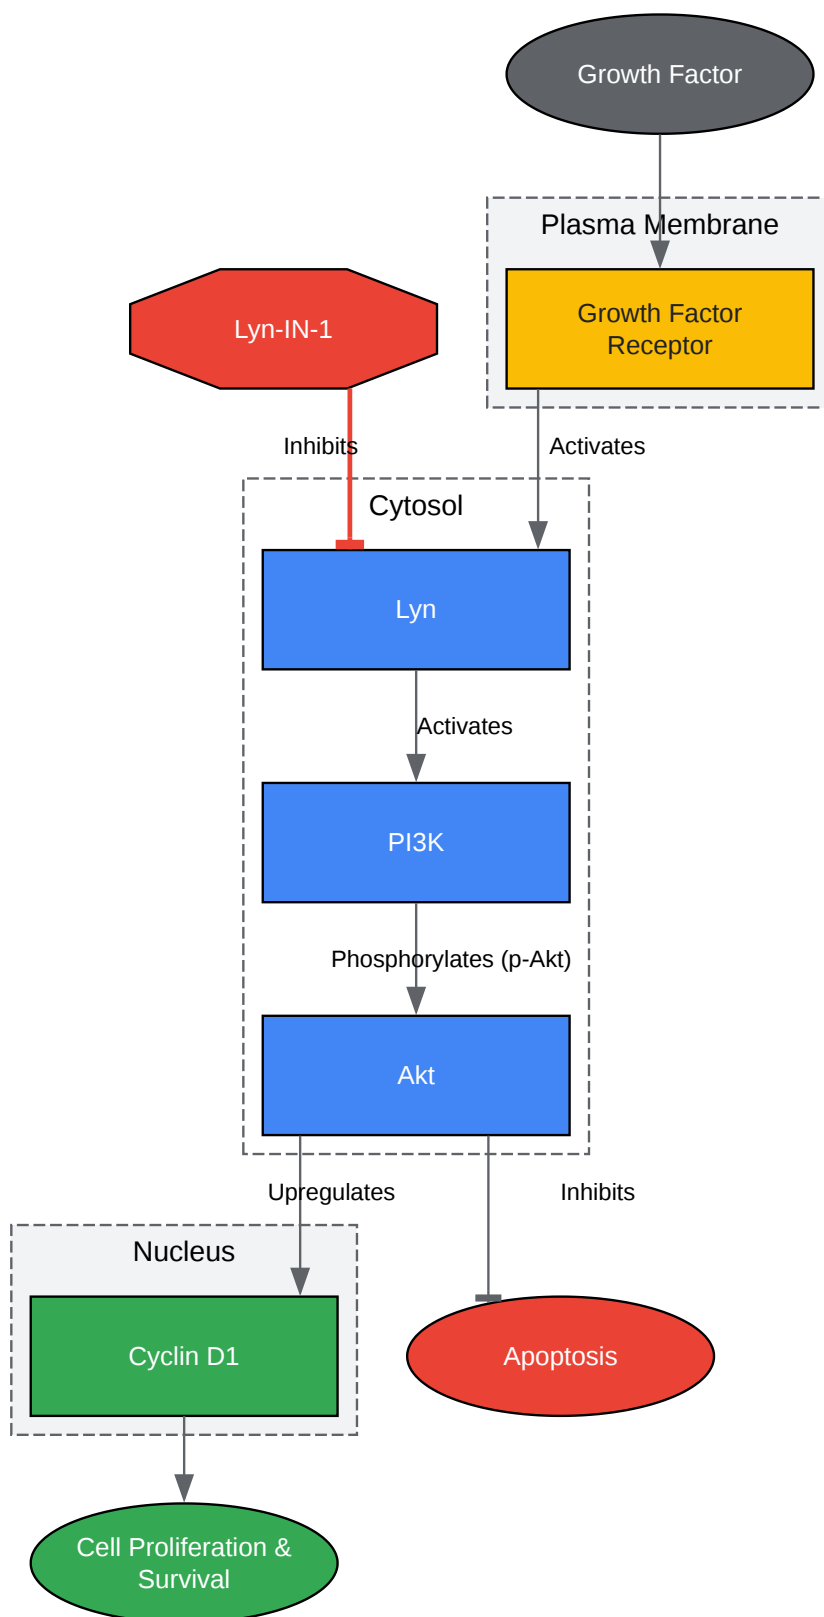 Growth Factor
Plasma Membrane
Growth Factor
Receptor
Lyn-IN-1
Inhibits
Activates
Cytosol
Lyn
Activates
PI3K
Phosphorylates (p-Akt)
Akt
Upregulates
Inhibits
Nucleus
Cyclin D1
Apoptosis
Cell Proliferation &
Survival